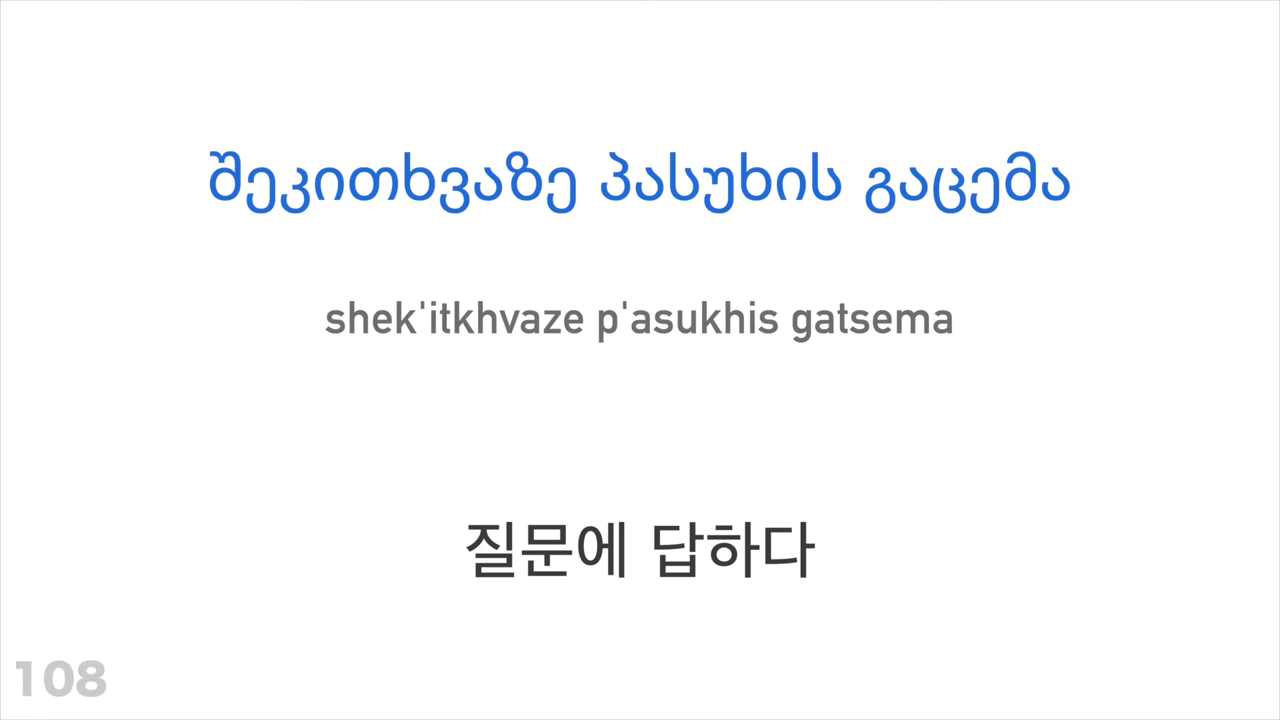 შეკითხვაზე პასუხის გაცემა
shek'itkhvaze p'asukhis gatsema
질문에 답하다
108